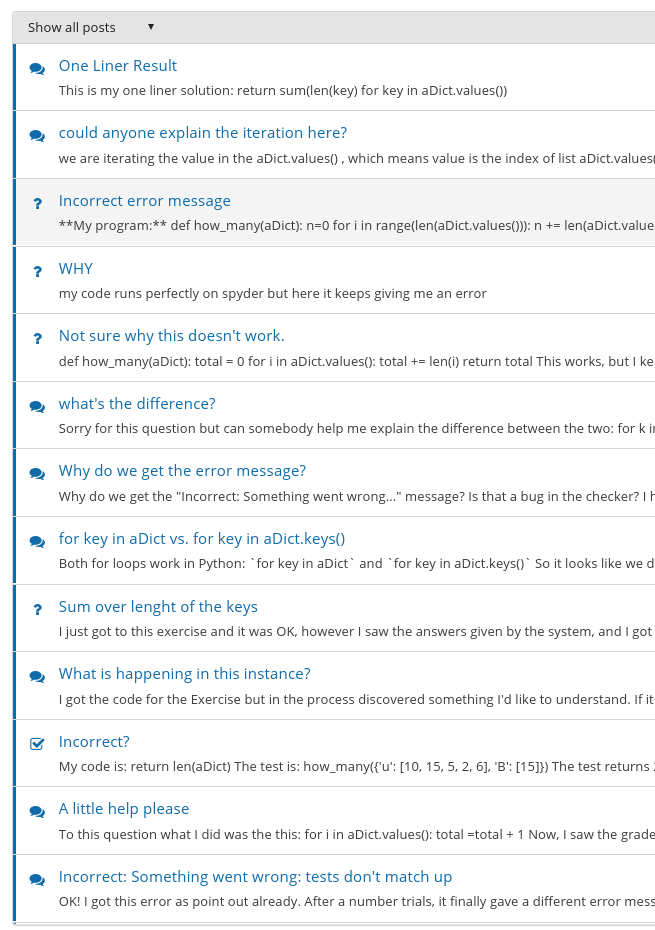 Show all posts
One Liner Result
This is my one liner solution: return sum(len(key) for key in aDict.values())
could anyone explain the iteration here?
we are iterating the value in the aDict.values() , which means value is the index of list aDict.values(
Incorrect error message
**My program:** def how_many(aDict): n=0 for i in range(len(aDict.values())): n += len(aDict.value
WHY
my code runs perfectly on spyder but here it keeps giving me an error
Not sure why this doesn't work.
def how_many(aDict): total = 0 for i in aDict.values(): total += len(i) return total This works, but I ke
what's the difference?
Sorry for this question but can somebody help me explain the difference between the two: for k in
Why do we get the error message?
Why do we get the "Incorrect: Something went wrong..." message? Is that a bug in the checker? I h
for key in aDict vs. for key in aDict.keys()
Both for loops work in Python: `for key in aDict` and `for key in aDict.keys()` So it looks like we d
Sum over lenght of the keys
I just got to this exercise and it was OK, however I saw the answers given by the system, and I got
What is happening in this instance?
I got the code for the Exercise but in the process discovered something I'd like to understand. If it
Incorrect?
My code is: return len(aDict) The test is: how_many({'u': [10, 15, 5, 2, 6], 'B': [15]}) The test returns
A little help please
To this question what I did was the this: for i in aDict.values(): total =total + 1 Now, I saw the grade
Incorrect: Something went wrong: tests don't match up
OK! I got this error as point out already. After a number trials, it finally gave a different error mess